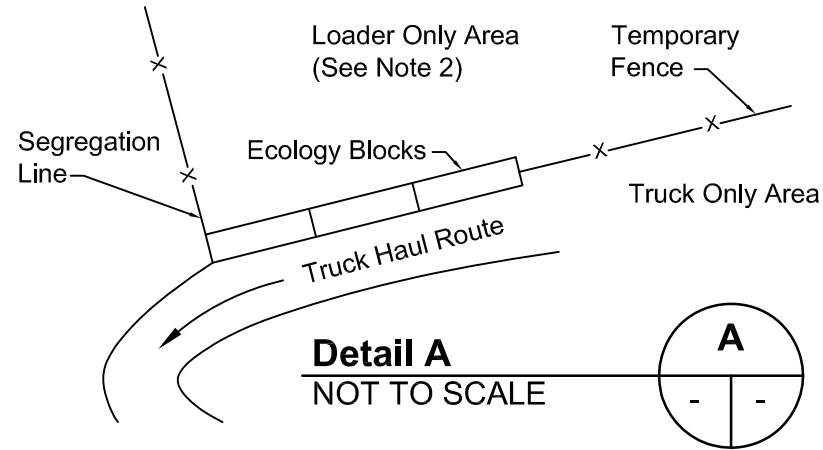 Loader Only Area
(See Note 2)
Temporary
Fence
Segregation
Line
Ecology Blocks
Truck Only Area
Truck Haul Route
Detail A
NOT TO SCALE
A
- -